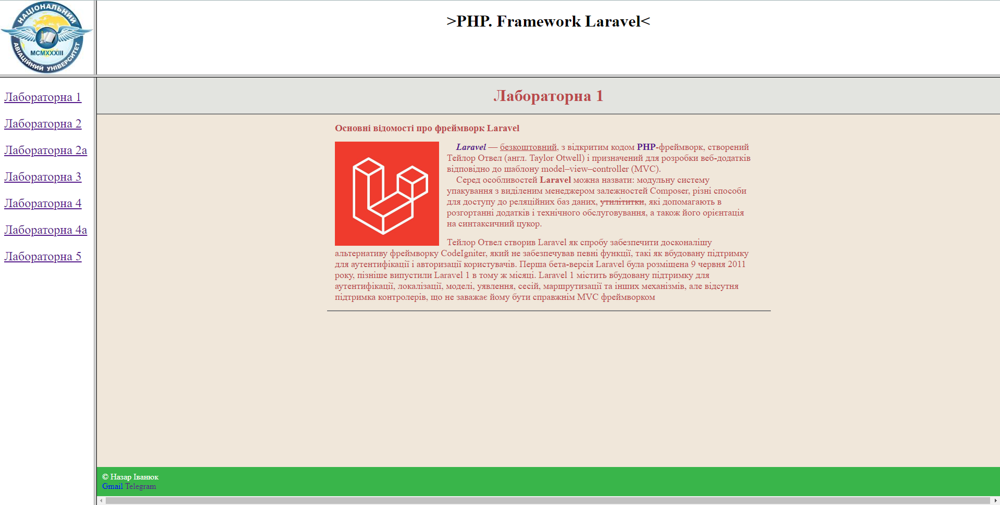 НАЦІОНАЛЬНИЙ
MCMXXXIII
АВІАЦІЙНИЙ УНІВЕРСИТЕТ
>PHP. Framework Laravel<
Лабораторна 1
Лабораторна 2
Лабораторна 2а
Лабораторна 3
Лабораторна 4
Лабораторна 4а
Лабораторна 5
Лабораторна 1
Основні відомості про фреймворк Laravel
Laravel — безкоштовний, з відкритим кодом PHP-фреймворк, створений
Тейлор Отвел (англ. Taylor Otwell) і призначений для розробки веб-додатків
відповідно до шаблону model–view–controller (MVC).
Серед особливостей Laravel можна назвати: модульну систему
упакування з виділеним менеджером залежностей Composer, різні способи
для доступу до реляційних баз даних, утилітитки, які допомагають в
розгортанні додатків і технічного обслуговування, а також його орієнтація
на синтаксичний цукор.
Тейлор Отвел створив Laravel як спробу забезпечити досконалішу
альтернативу фреймворку CodeIgniter, який не забезпечував певні функції, такі як вбудовану підтримку
для аутентифікації і авторизації користувачів. Перша бета-версія Laravel була розміщена 9 червня 2011
року, пізніше випустили Laravel 1 в тому ж місяці. Laravel 1 містить вбудовану підтримку для
аутентифікації, локалізації, моделі, уявлення, сесій, маршрутизації та інших механізмів, але відсутня
підтримка контролерів, що не заважає йому бути справжнім MVC фреймворком
© Назар Іванюк
Gmail Telegram